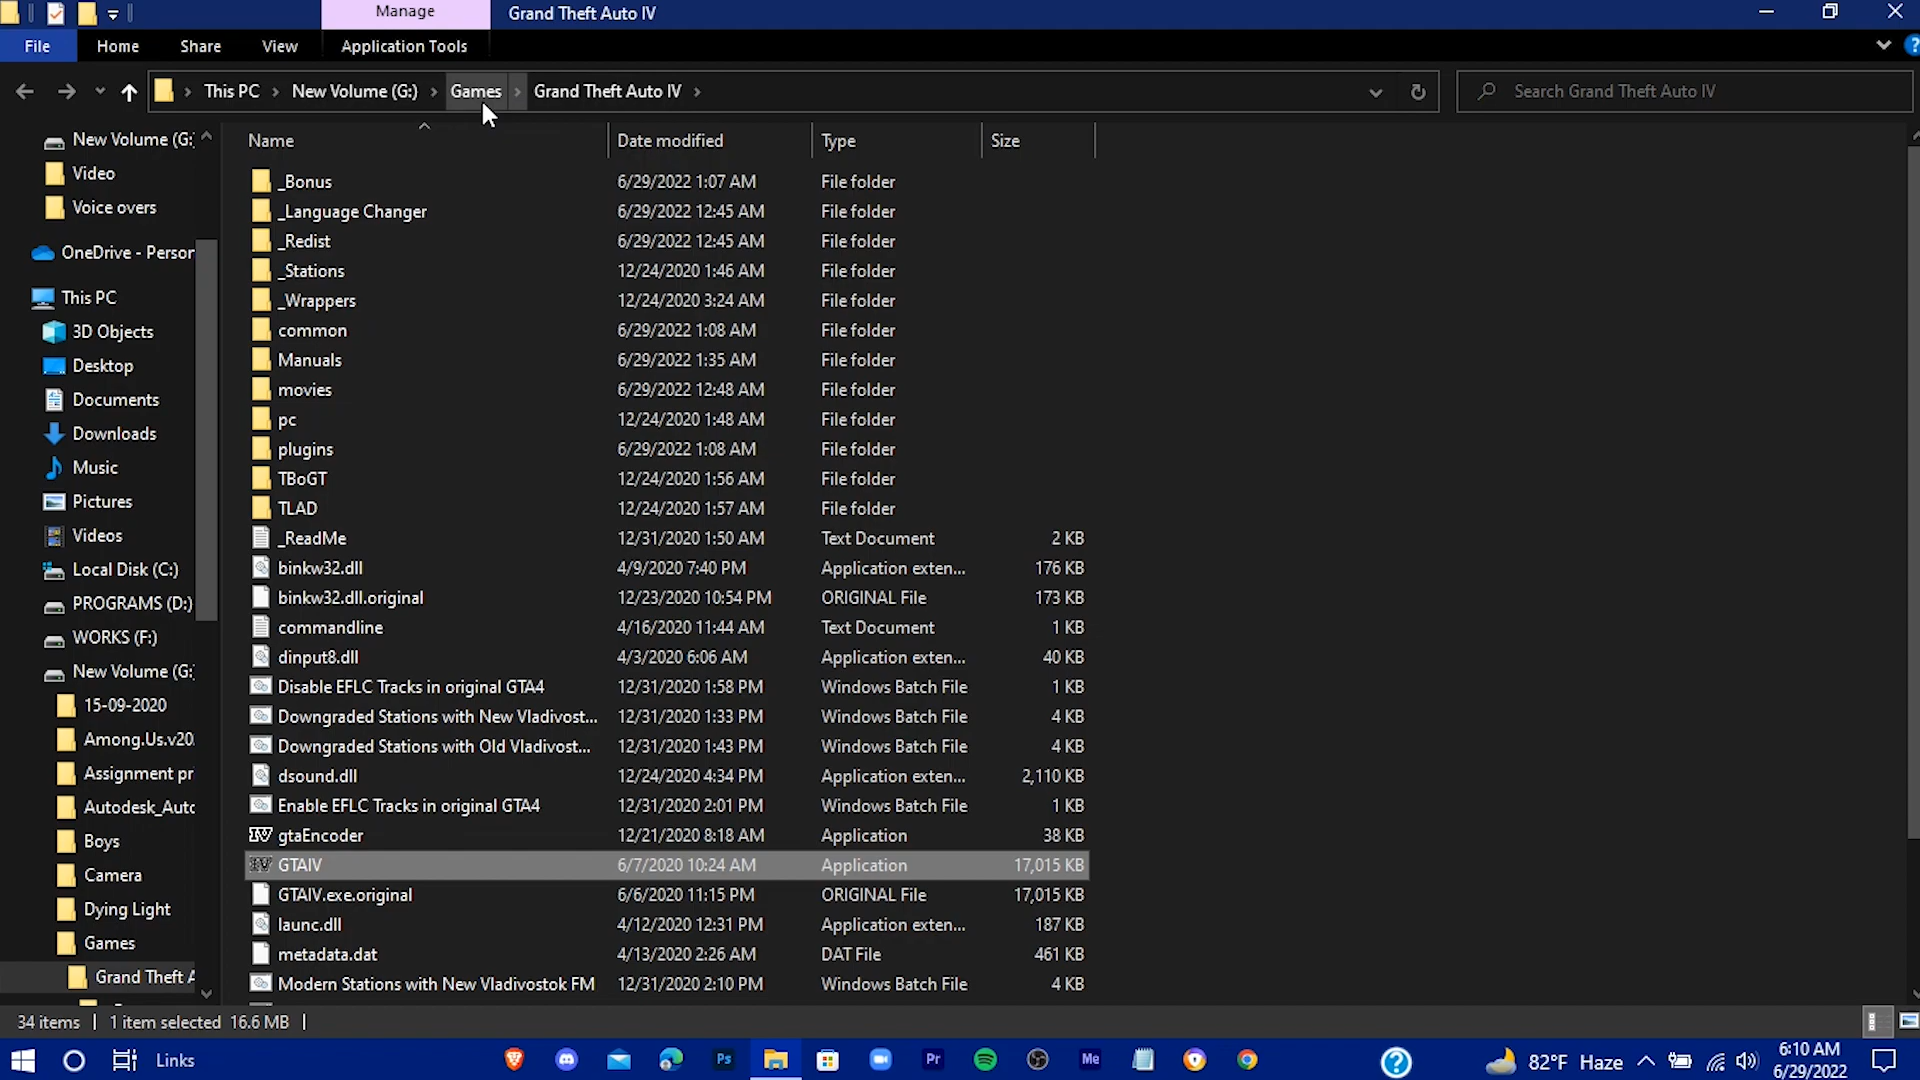 Manage
Grand Theft Auto IV
File
Home
Share
View
Application Tools
This PC
New Volume (G:)
Games
Grand Theft Auto IV
Search Grand Theft Auto IV
Name
Date modified
Type
Size
New Volume (G:
Video
Voice overs
OneDrive - Person
This PC
3D Objects
Desktop
Documents
Downloads
Music
Pictures
Videos
Local Disk (C:)
PROGRAMS (D:)
WORKS (F:)
New Volume (G:
15-09-2020
Among.Us.v20
Assignment pr
Autodesk_Auto
Boys
Camera
Dying Light
Games
Grand Theft A
_Bonus 6/29/2022 1:07 AM File folder
_Language Changer 6/29/2022 12:45 AM File folder
_Redist 6/29/2022 12:45 AM File folder
_Stations 12/24/2020 1:46 AM File folder
_Wrappers 12/24/2020 3:24 AM File folder
common 6/29/2022 1:08 AM File folder
Manuals 6/29/2022 1:35 AM File folder
movies 6/29/2022 12:48 AM File folder
pc 12/24/2020 1:48 AM File folder
plugins 6/29/2022 1:08 AM File folder
TBoGT 12/24/2020 1:56 AM File folder
TLAD 12/24/2020 1:57 AM File folder
_ReadMe 12/31/2020 1:50 AM Text Document 2 KB
binkw32.dll 4/9/2020 7:40 PM Application exten... 176 KB
binkw32.dll.original 12/23/2020 10:54 PM ORIGINAL File 173 KB
commandline 4/16/2020 11:44 AM Text Document 1 KB
dinput8.dll 4/3/2020 6:06 AM Application exten... 40 KB
Disable EFLC Tracks in original GTA4 12/31/2020 1:58 PM Windows Batch File 1 KB
Downgraded Stations with New Vladivost... 12/31/2020 1:33 PM Windows Batch File 4 KB
Downgraded Stations with Old Vladivost... 12/31/2020 1:43 PM Windows Batch File 4 KB
dsound.dll 12/24/2020 4:34 PM Application exten... 2,110 KB
Enable EFLC Tracks in original GTA4 12/31/2020 2:01 PM Windows Batch File 1 KB
gtaEncoder 12/21/2020 8:18 AM Application 38 KB
GTAIV 6/7/2020 10:24 AM Application 17,015 KB
GTAIV.exe.original 6/6/2020 11:15 PM ORIGINAL File 17,015 KB
launc.dll 4/12/2020 12:31 PM Application exten... 187 KB
metadata.dat 4/13/2020 2:26 AM DAT File 461 KB
Modern Stations with New Vladivostok FM 12/31/2020 2:10 PM Windows Batch File 4 KB
34 items 1 item selected 16.6 MB
Links
Ps
Pr
Me
82°F Haze
6:10 AM
6/29/2022